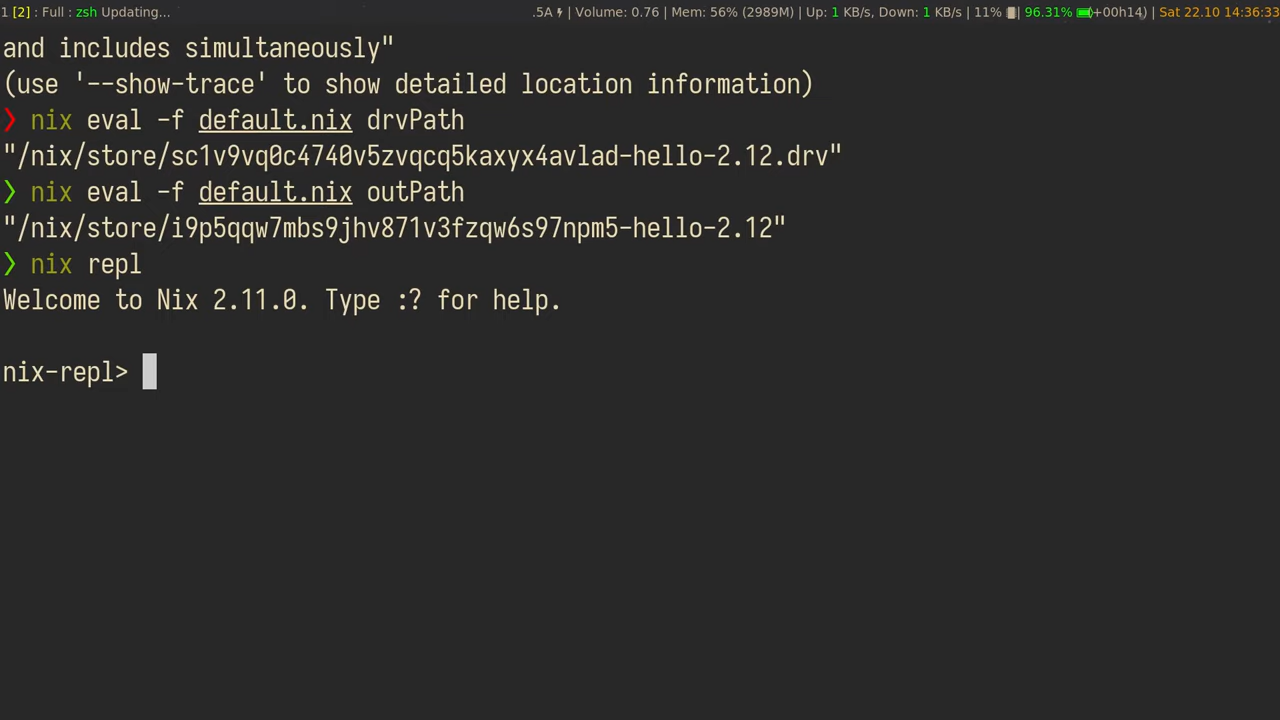 1 [2] : Full : zsh Updating... .5A | Volume: 0.76 | Mem: 56% (2989M) | Up: 1 KB/s, Down: 1 KB/s | 11% | 96.31% +00h14) | Sat 22.10 14:36:33
and includes simultaneously"
(use '--show-trace' to show detailed location information)
❯ nix eval -f default.nix drvPath
"/nix/store/sc1v9vq0c4740v5zvqcq5kaxyx4avlad-hello-2.12.drv"
❯ nix eval -f default.nix outPath
"/nix/store/i9p5qqw7mbs9jhv871v3fzqw6s97npm5-hello-2.12"
❯ nix repl
Welcome to Nix 2.11.0. Type :? for help.
nix-repl>